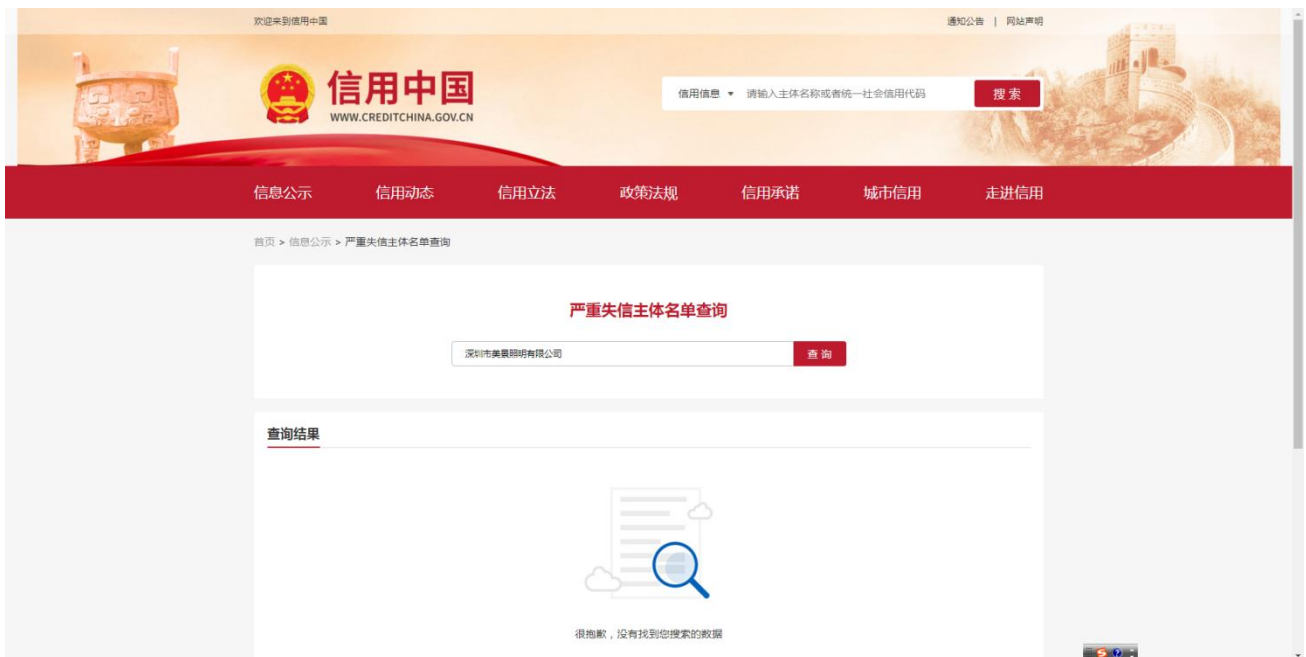 欢迎来到信用中国
通知公告 | 网站声明
信用中国
WWW.CREDITCHINA.GOV.CN
信用信息 ▼ 请输入主体名称或者统一社会信用代码 搜索
信息公示 信用动态 信用立法 政策法规 信用承诺 城市信用 走进信用
首页 > 信息公示 > 严重失信主体名单查询
严重失信主体名单查询
深圳市美景照明有限公司 查询
查询结果
很抱歉，没有找到您搜索的数据